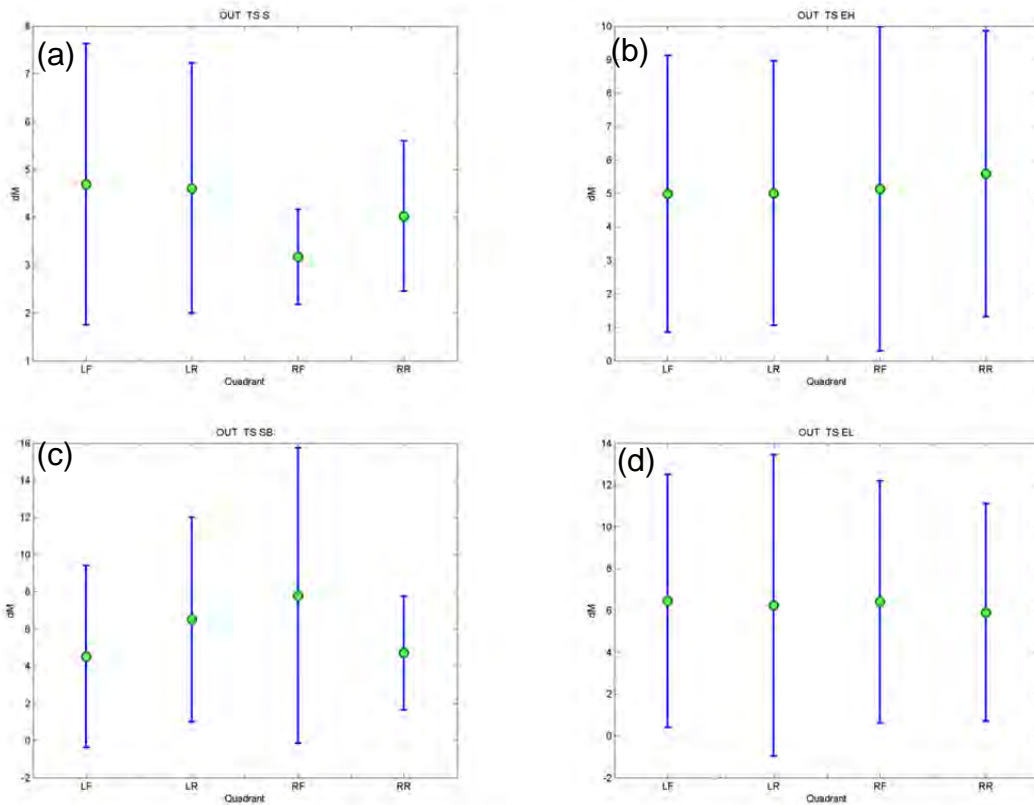 OUT TS S
(a)
8
7
6
5
4
3
2
1
dM
LF LR RF RR
Quadrant
OUT TS EH
(b)
10
9
8
7
6
5
4
3
2
1
0
dM
LF LR RF RR
Quadrant
OUT TS SB
(c)
16
14
12
10
8
6
4
2
0
-2
dM
LF LR RF RR
Quadrant
OUT TS EL
(d)
14
12
10
8
6
4
2
0
-2
dM
LF LR RF RR
Quadrant